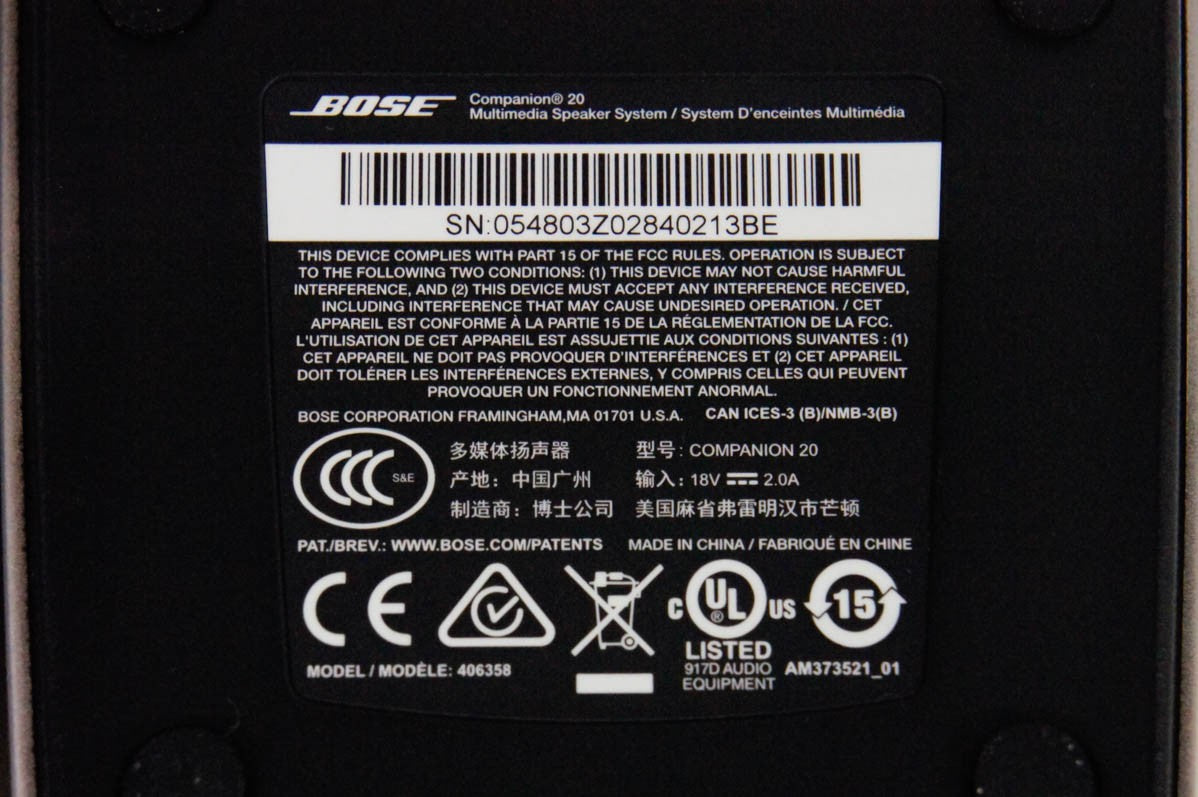 BOSE Companion® 20
Multimedia Speaker System / System D'enceintes Multimédia
SN:054803Z02840213BE
THIS DEVICE COMPLIES WITH PART 15 OF THE FCC RULES. OPERATION IS SUBJECT
TO THE FOLLOWING TWO CONDITIONS: (1) THIS DEVICE MAY NOT CAUSE HARMFUL
INTERFERENCE, AND (2) THIS DEVICE MUST ACCEPT ANY INTERFERENCE RECEIVED,
INCLUDING INTERFERENCE THAT MAY CAUSE UNDESIRED OPERATION. / CET
APPAREIL EST CONFORME À LA PARTIE 15 DE LA RÉGLEMENTATION DE LA FCC.
L'UTILISATION DE CET APPAREIL EST ASSUJETTIE AUX CONDITIONS SUIVANTES : (1)
CET APPAREIL NE DOIT PAS PROVOQUER D'INTERFÉRENCES ET (2) CET APPAREIL
DOIT TOLÉRER LES INTERFÉRENCES EXTERNES, Y COMPRIS CELLES QUI PEUVENT
PROVOQUER UN FONCTIONNEMENT ANORMAL.
BOSE CORPORATION FRAMINGHAM,MA 01701 U.S.A. CAN ICES-3 (B)/NMB-3(B)
CCC S&E
多媒体扬声器 型号: COMPANION 20
产地：中国广州 输入：18V 2.0A
制造商：博士公司 美国麻省弗雷明汉市芒顿
PAT./BREV.: WWW.BOSE.COM/PATENTS MADE IN CHINA / FABRIQUÉ EN CHINE
CE C UL ® US 15
LISTED
MODEL / MODÈLE: 406358 917D AUDIO AM373521_01
EQUIPMENT